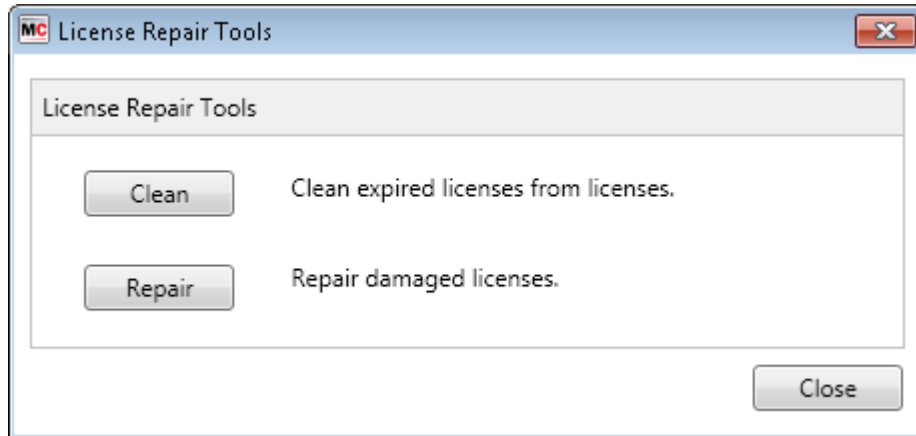 MC License Repair Tools
License Repair Tools
Clean Clean expired licenses from licenses.
Repair Repair damaged licenses.
Close